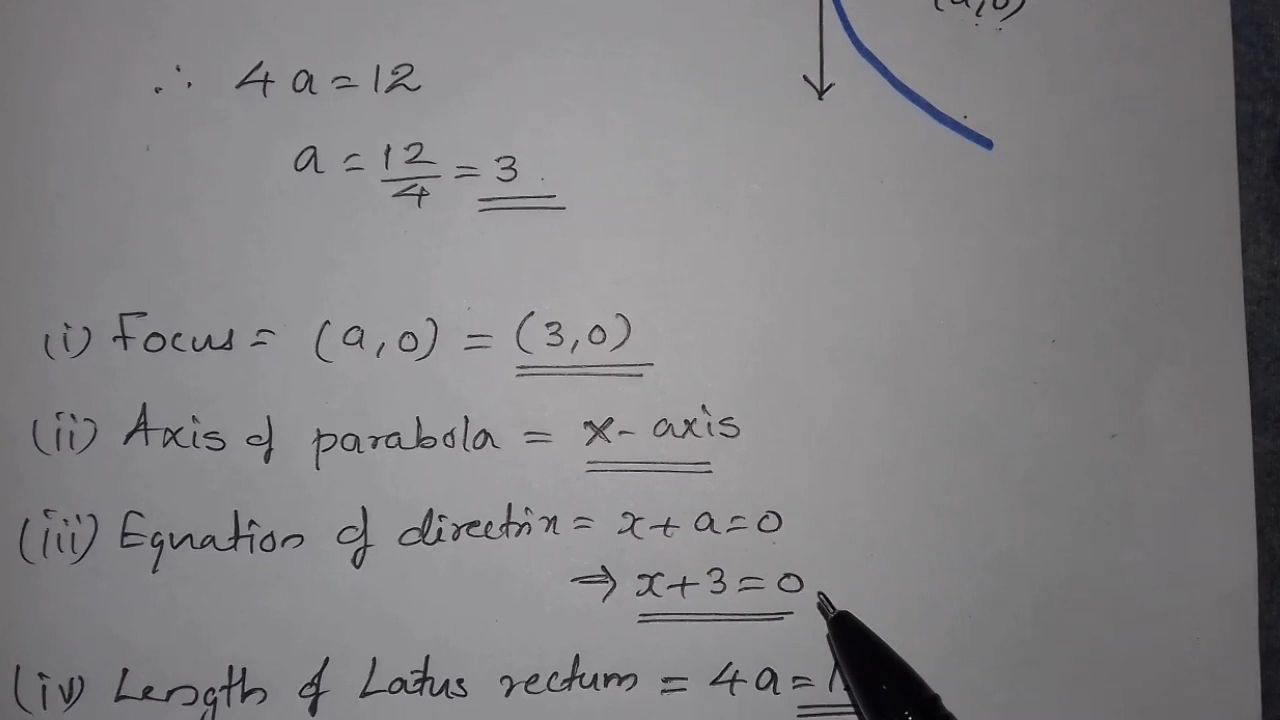 (a,0)
∴ 4a=12
a = 12/4 = 3
(i) Focus = (a,0) = (3,0)
(ii) Axis of parabola = x-axis
(iii) Equation of directrix = x+a=0
⇒ x+3=0
(iv) Length of Latus rectum = 4a =